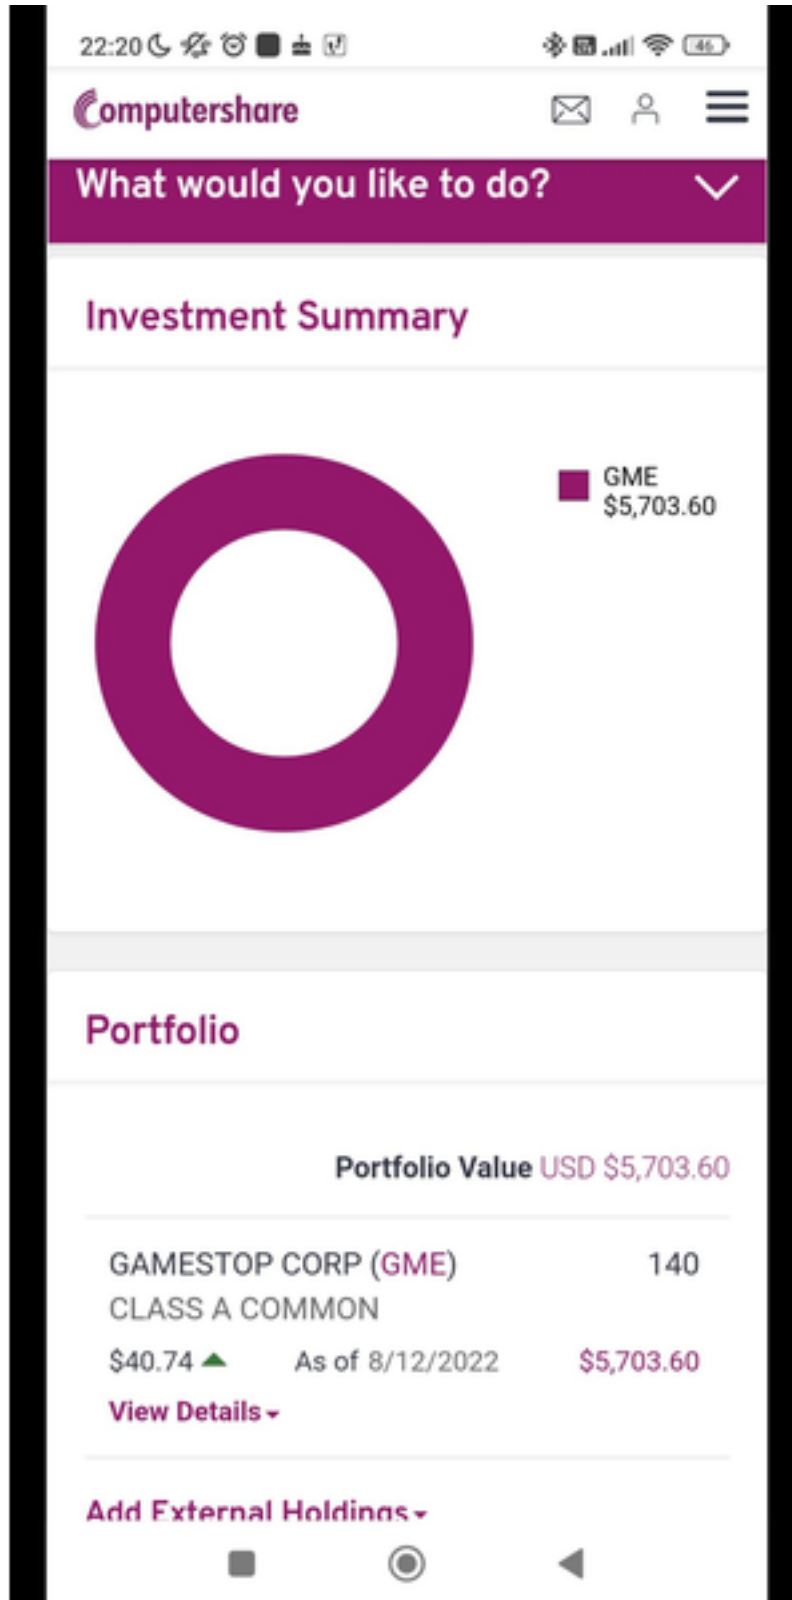 22:20
46
Computershare
What would you like to do?
Investment Summary
GME
$5,703.60
Portfolio
Portfolio Value USD $5,703.60
GAMESTOP CORP (GME) 140
CLASS A COMMON
$40.74 As of 8/12/2022 $5,703.60
View Details
Add External Holdings